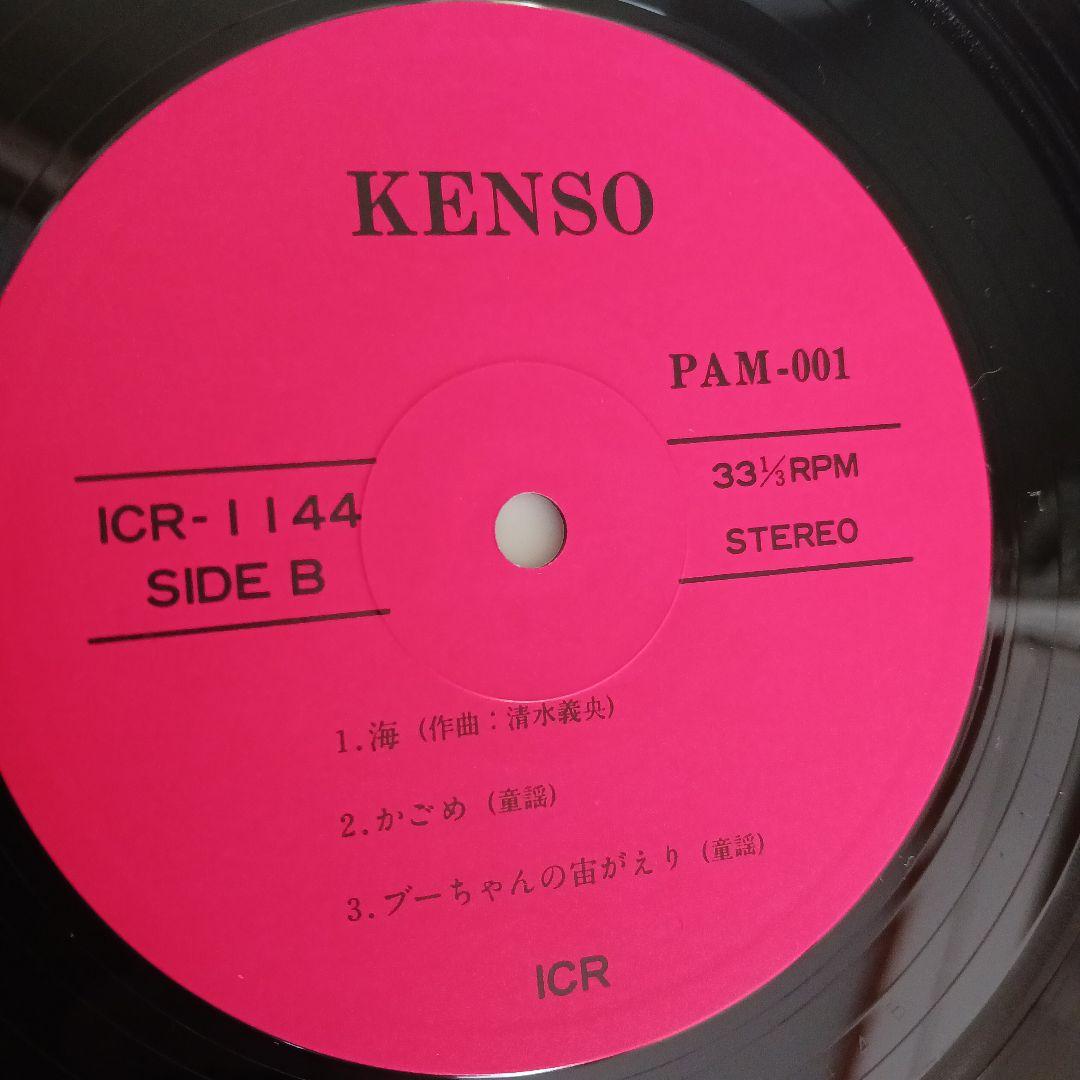 KENSO
PAM-001
33⅓RPM
STEREO
ICR-1144
SIDE B
1.海 (作曲：清水義央)
2.かごめ (童謡)
3.ブーちゃんの宙がえり (童謡)
ICR